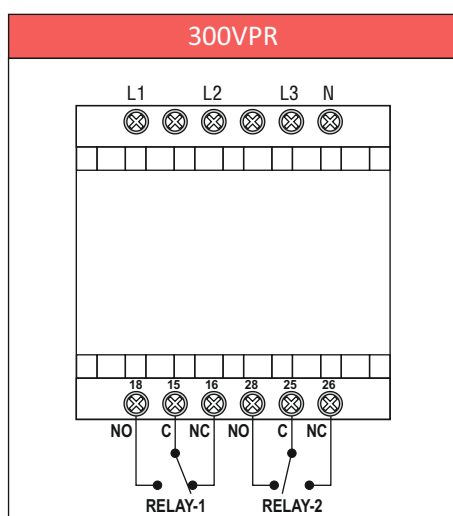 300VPR
L1 L2 L3 N
18 15 16 28 25 26
NO C NC NO C NC
RELAY-1 RELAY-2